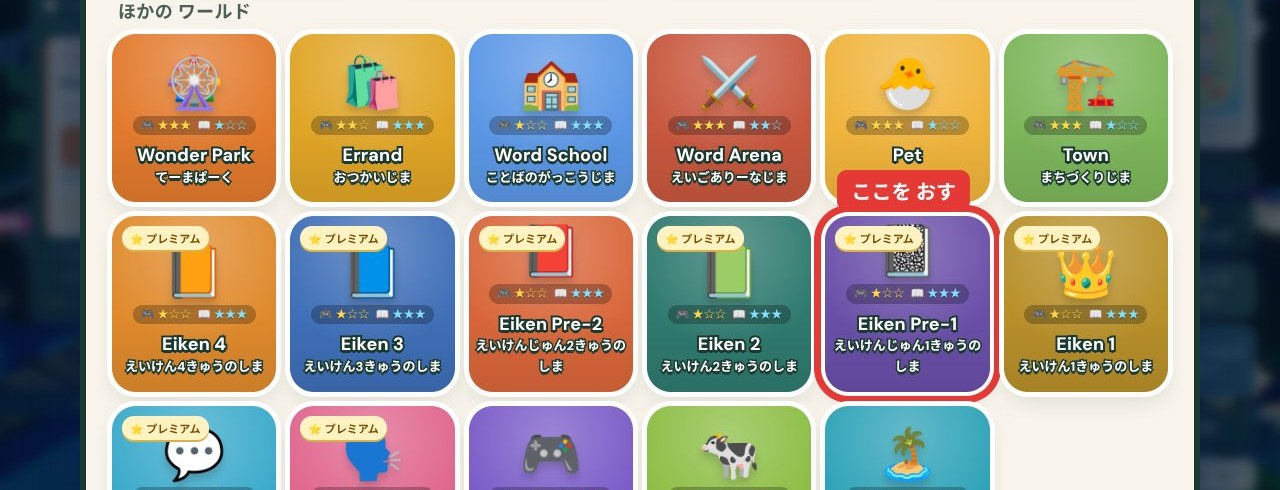 ほかの ワールド
Wonder Park
てーまぱーく
Errand
おつかいじま
Word School
ことばのがっこうじま
Word Arena
えいごありーなじま
Pet
Town
まちづくりじま
ここを おす
プレミアム
Eiken 4
えいけん4きゅうのしま
プレミアム
Eiken 3
えいけん3きゅうのしま
プレミアム
Eiken Pre-2
えいけんじゅん2きゅうの
しま
プレミアム
Eiken 2
えいけん2きゅうのしま
プレミアム
Eiken Pre-1
えいけんじゅん1きゅうの
しま
プレミアム
Eiken 1
えいけん1きゅうのしま
プレミアム
プレミアム